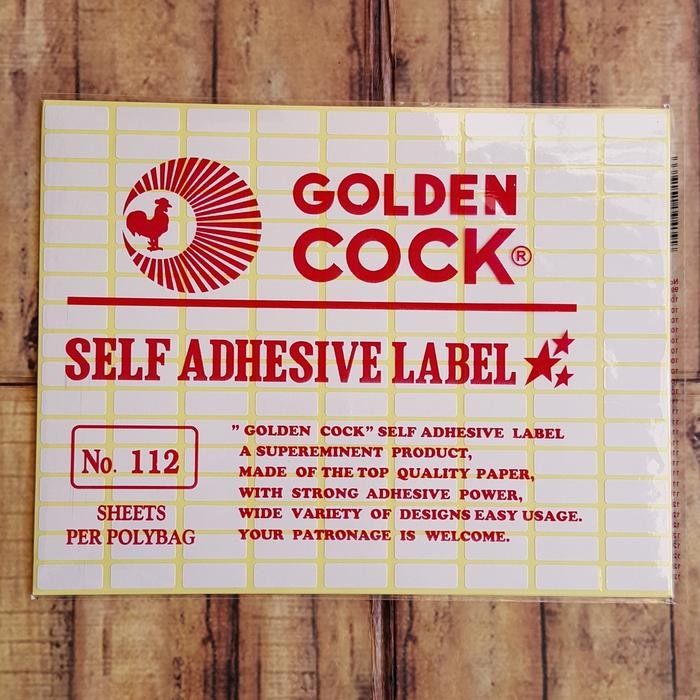 GOLDEN
COCK®
SELF ADHESIVE LABEL
No. 112
SHEETS
PER POLYBAG
" GOLDEN COCK" SELF ADHESIVE LABEL
A SUPEREMINENT PRODUCT,
MADE OF THE TOP QUALITY PAPER,
WITH STRONG ADHESIVE POWER,
WIDE VARIETY OF DESIGNS EASY USAGE.
YOUR PATRONAGE IS WELCOME.